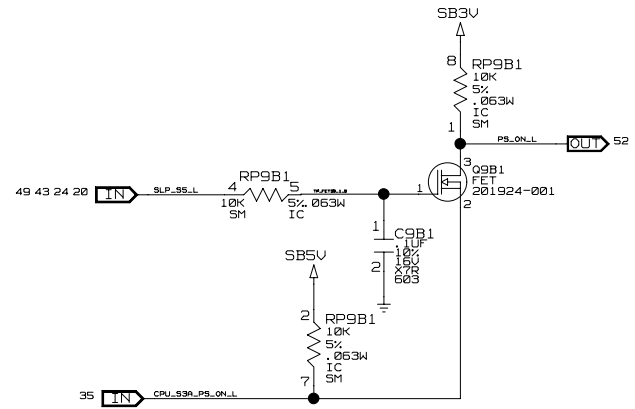 SB3V
8
RP9B1
10K
5%
.063W
IC
SM
1
PS_ON_L
OUT
52
3
Q9B1
FET
201924-001
1
2
49 43 24 20
IN
SLP_S5_L
4
RP9B1
5
10K
SM
5% .063W
IC
1
C9B1
.1UF
10%
16V
X7R
603
2
SB5V
2
RP9B1
10K
5%
.063W
IC
SM
7
35
IN
CPU_S3A_PS_ON_L